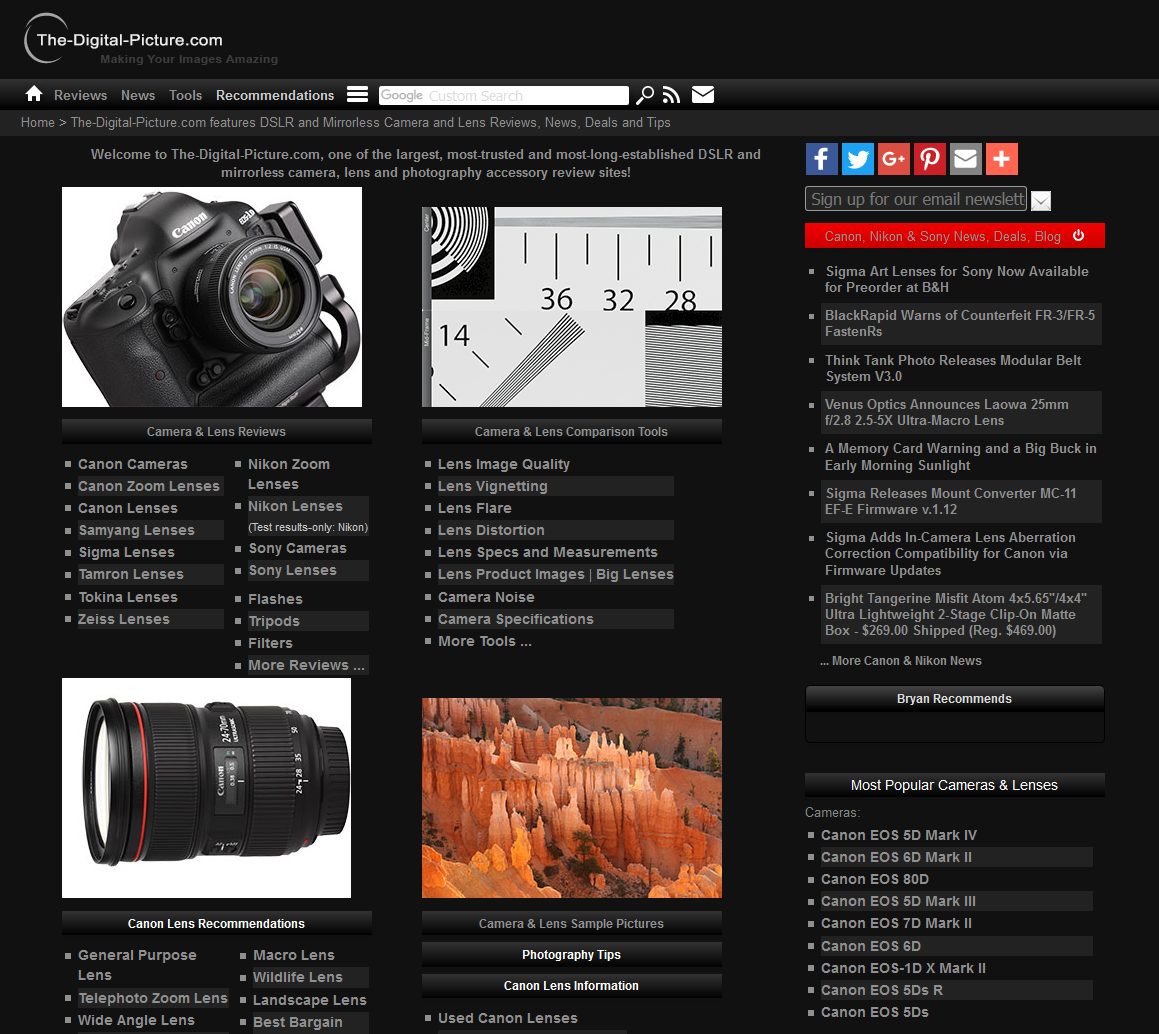 The-Digital-Picture.com
Making Your Images Amazing
Reviews News Tools Recommendations Google Custom Search
Home > The-Digital-Picture.com features DSLR and Mirrorless Camera and Lens Reviews, News, Deals and Tips
Welcome to The-Digital-Picture.com, one of the largest, most-trusted and most-long-established DSLR and
mirrorless camera, lens and photography accessory review sites!
Canon
Center
36 32 28
Mid-Frame
14
Camera & Lens Reviews
Canon Cameras
Canon Zoom Lenses
Canon Lenses
Samyang Lenses
Sigma Lenses
Tamron Lenses
Tokina Lenses
Zeiss Lenses
Nikon Zoom
Lenses
Nikon Lenses
(Test results-only: Nikon)
Sony Cameras
Sony Lenses
Flashes
Tripods
Filters
More Reviews ...
Camera & Lens Comparison Tools
Lens Image Quality
Lens Vignetting
Lens Flare
Lens Distortion
Lens Specs and Measurements
Lens Product Images | Big Lenses
Camera Noise
Camera Specifications
More Tools ...
24-70mm
ULTRASONIC
Canon
Canon Lens Recommendations
General Purpose
Lens
Telephoto Zoom Lens
Wide Angle Lens
Macro Lens
Wildlife Lens
Landscape Lens
Best Bargain
Camera & Lens Sample Pictures
Photography Tips
Canon Lens Information
Used Canon Lenses
f
G+
Sign up for our email newslett
Canon, Nikon & Sony News, Deals, Blog
Sigma Art Lenses for Sony Now Available
for Preorder at B&H
BlackRapid Warns of Counterfeit FR-3/FR-5
FastenRs
Think Tank Photo Releases Modular Belt
System V3.0
Venus Optics Announces Laowa 25mm
f/2.8 2.5-5X Ultra-Macro Lens
A Memory Card Warning and a Big Buck in
Early Morning Sunlight
Sigma Releases Mount Converter MC-11
EF-E Firmware v.1.12
Sigma Adds In-Camera Lens Aberration
Correction Compatibility for Canon via
Firmware Updates
Bright Tangerine Misfit Atom 4x5.65"/4x4"
Ultra Lightweight 2-Stage Clip-On Matte
Box - $269.00 Shipped (Reg. $469.00)
... More Canon & Nikon News
Bryan Recommends
Most Popular Cameras & Lenses
Cameras:
Canon EOS 5D Mark IV
Canon EOS 6D Mark II
Canon EOS 80D
Canon EOS 5D Mark III
Canon EOS 7D Mark II
Canon EOS 6D
Canon EOS-1D X Mark II
Canon EOS 5Ds R
Canon EOS 5Ds